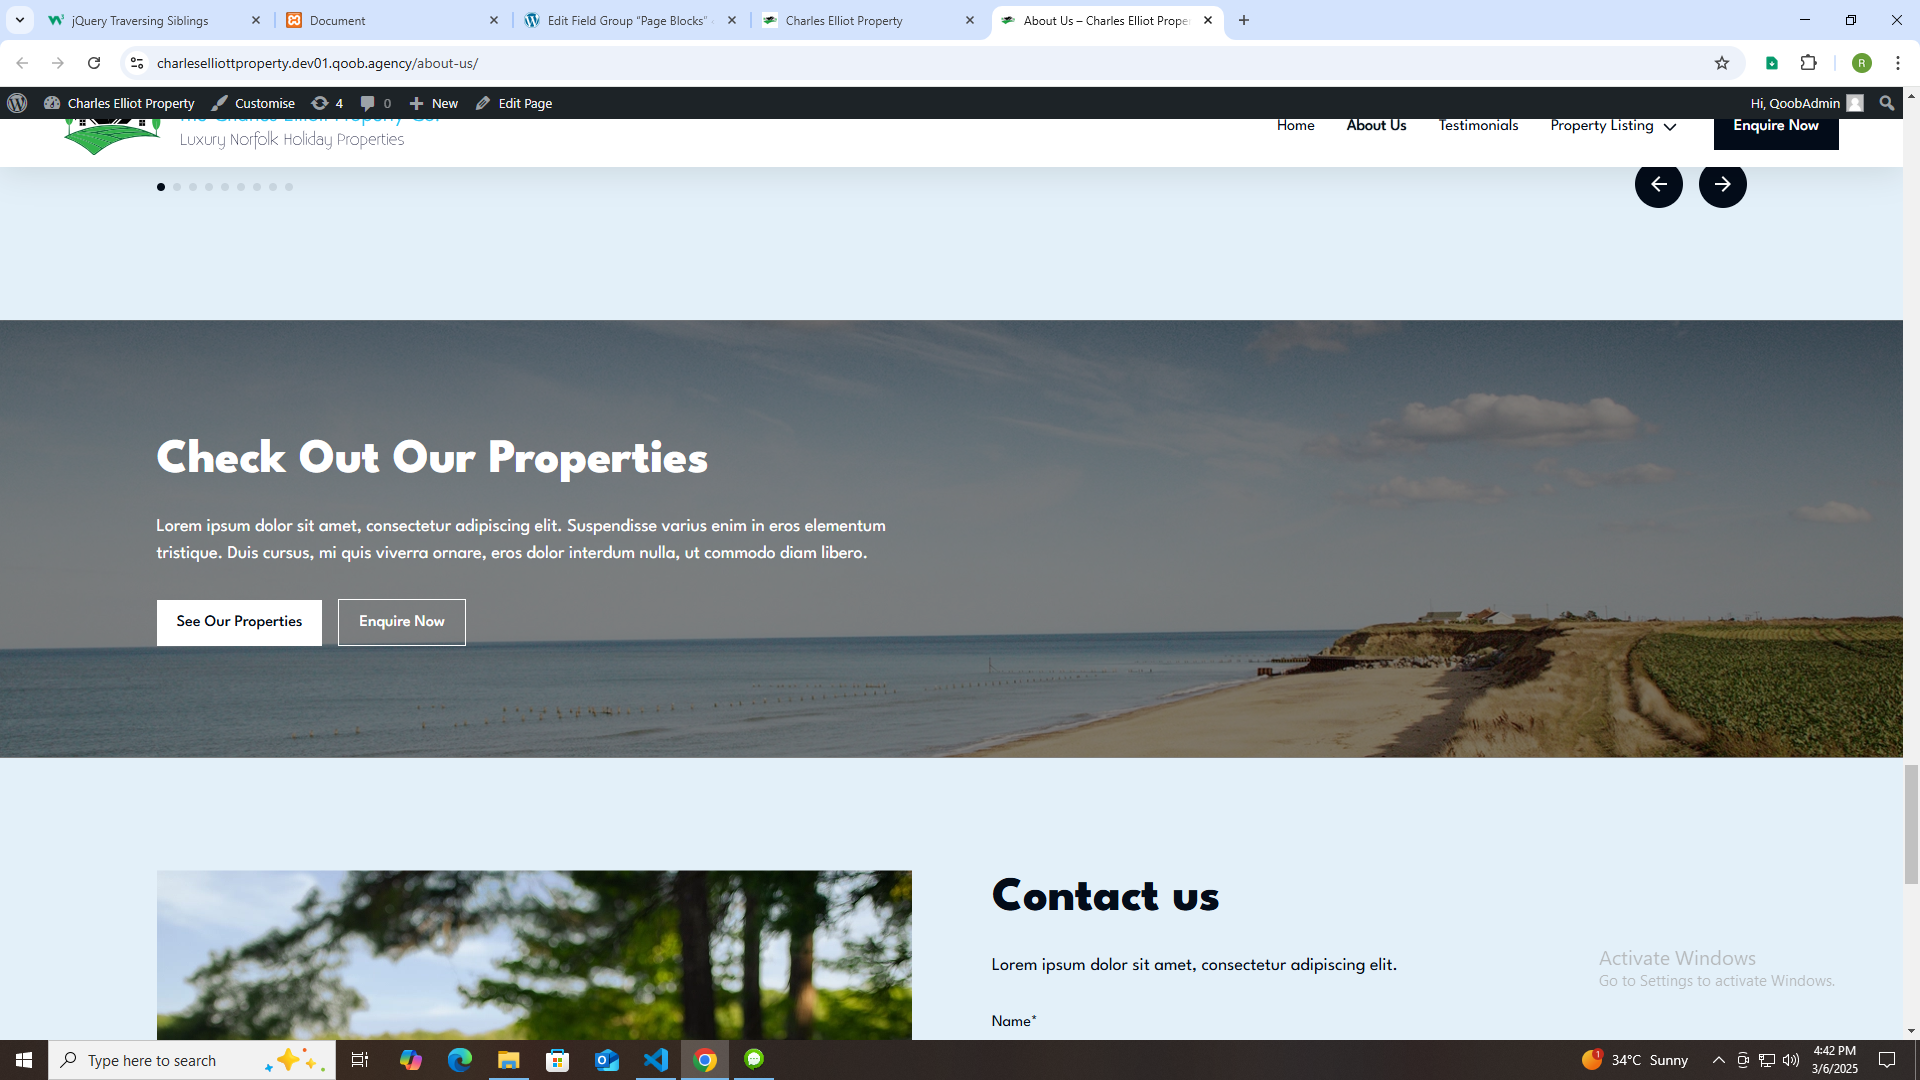 jQuery Traversing Siblings
Document
Edit Field Group “Page Blocks”
Charles Elliot Property
About Us – Charles Elliot Prope
charleselliottproperty.dev01.qoob.agency/about-us/
R
Charles Elliot Property
Customise
4
0
New
Edit Page
Hi, QoobAdmin
Luxury Norfolk Holiday Properties
Home
About Us
Testimonials
Property Listing
Enquire Now
Check Out Our Properties
Lorem ipsum dolor sit amet, consectetur adipiscing elit. Suspendisse varius enim in eros elementum
tristique. Duis cursus, mi quis viverra ornare, eros dolor interdum nulla, ut commodo diam libero.
See Our Properties
Enquire Now
Contact us
Lorem ipsum dolor sit amet, consectetur adipiscing elit.
Name*
Activate Windows
Go to Settings to activate Windows.
Type here to search
1
34°C Sunny
4:42 PM
3/6/2025